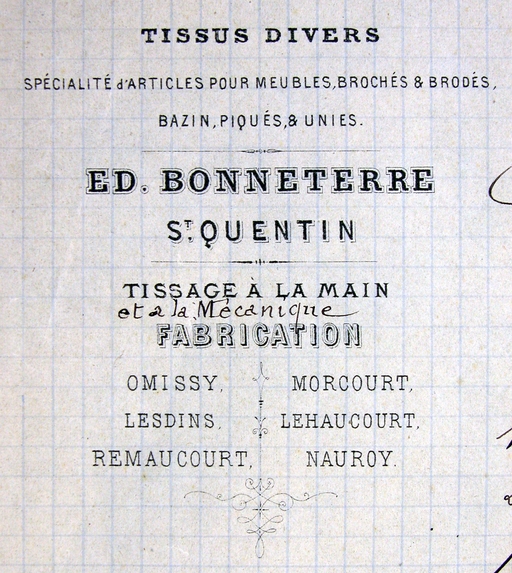 TISSUS DIVERS
SPÉCIALITÉ d'ARTICLES POUR MEUBLES, BROCHÉS & BRODÉS,
BAZIN, PIQUÉS, & UNIES.
ED. BONNETERRE
ST. QUENTIN
TISSAGE À LA MAIN
et à la Mécanique
FABRICATION
OMISSY, MORCOURT,
LESDINS, LEHAUCOURT,
REMAUCOURT, NAUROY.